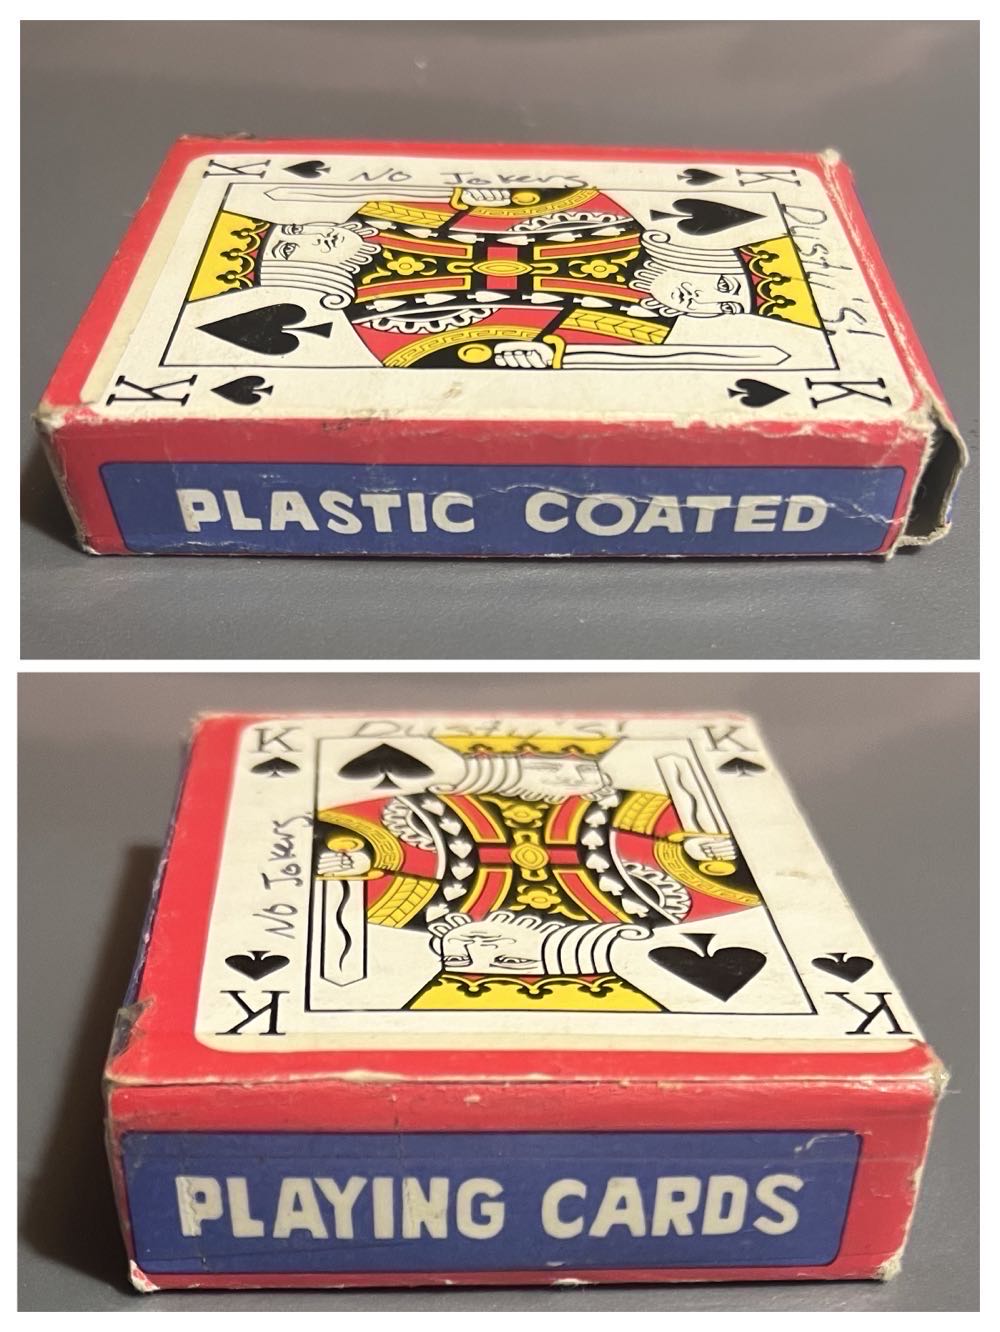 K K
No Jokers
Dusty 'S!
K K
PLASTIC COATED
Dusty 'S!
K K
No Jokers
K K
PLAYING CARDS